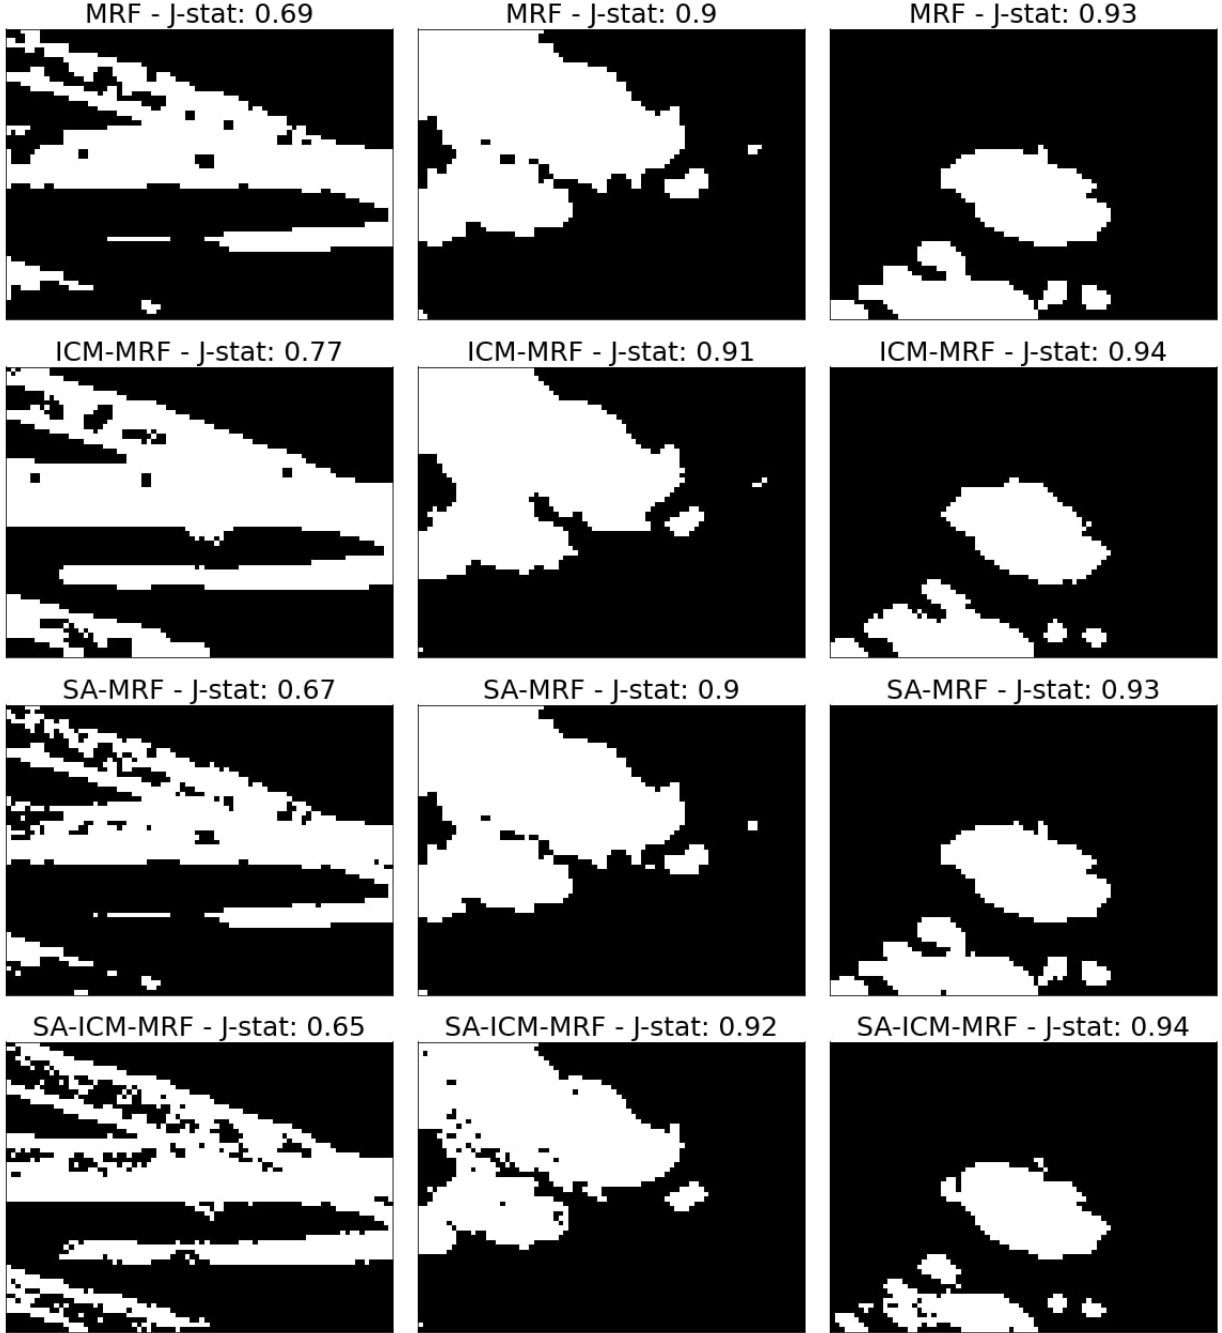 MRF - J-stat: 0.69
MRF - J-stat: 0.9
MRF - J-stat: 0.93
ICM-MRF - J-stat: 0.77
ICM-MRF - J-stat: 0.91
ICM-MRF - J-stat: 0.94
SA-MRF - J-stat: 0.67
SA-MRF - J-stat: 0.9
SA-MRF - J-stat: 0.93
SA-ICM-MRF - J-stat: 0.65
SA-ICM-MRF - J-stat: 0.92
SA-ICM-MRF - J-stat: 0.94